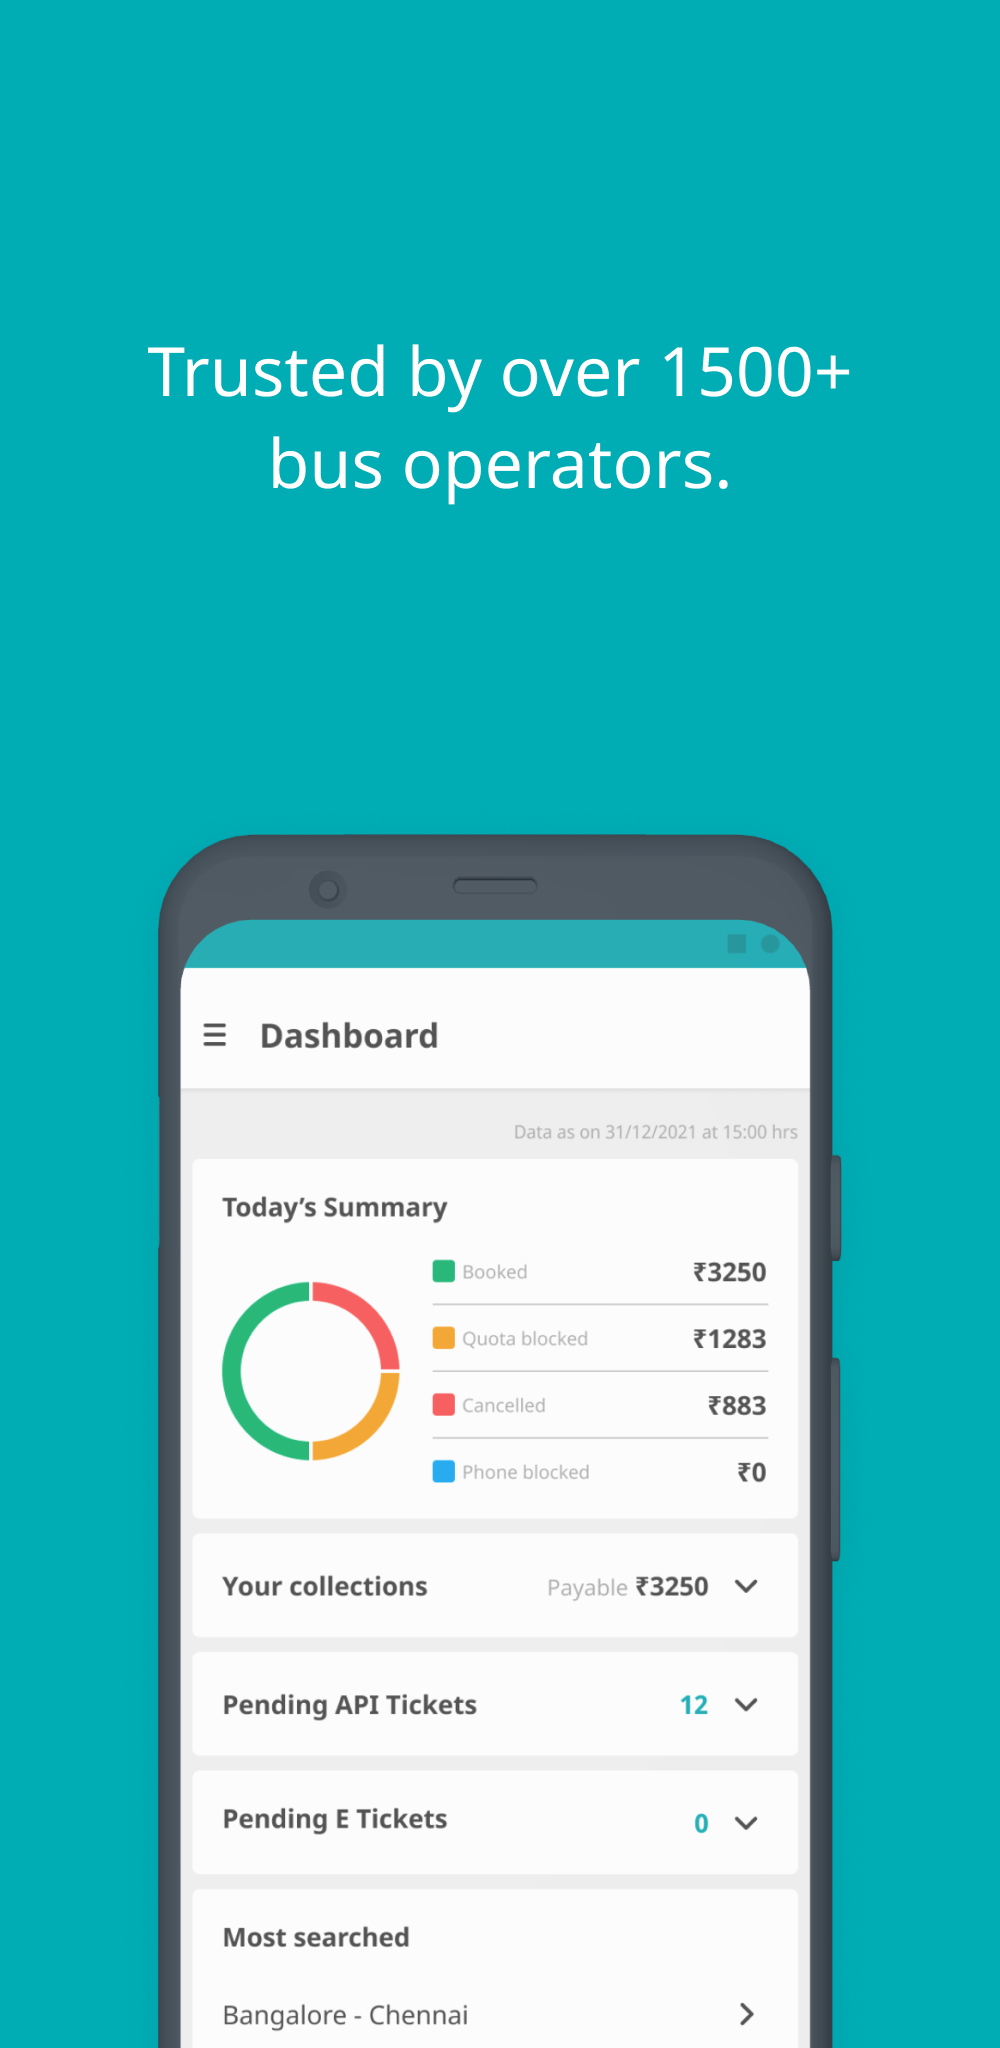 Trusted by over 1500+
bus operators.
Dashboard
Data as on 31/12/2021 at 15:00 hrs
Today’s Summary
Booked ₹3250
Quota blocked ₹1283
Cancelled ₹883
Phone blocked ₹0
Your collections Payable ₹3250
Pending API Tickets 12
Pending E Tickets 0
Most searched
Bangalore - Chennai